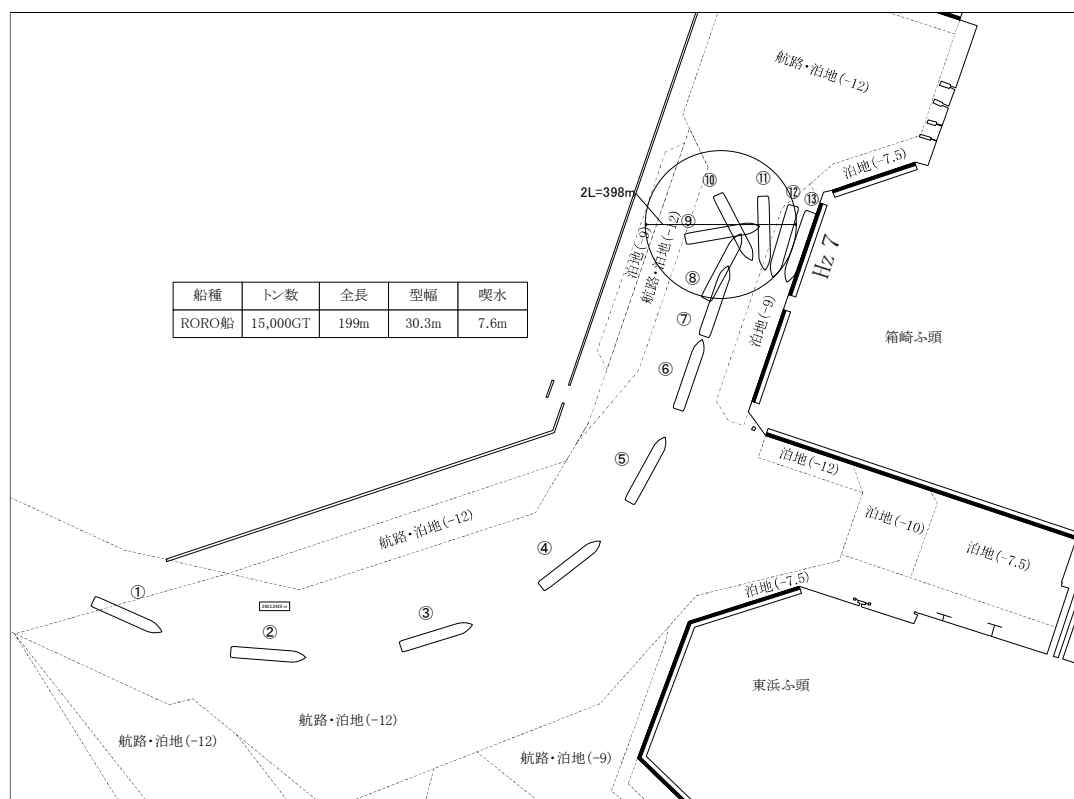 航路・泊地(-12)
泊地(-7.5)
⑩
⑪
⑫
⑬
2L=398m
⑨
泊地(-9)
航路・泊地(-12)
Hz 7
⑧
⑦
泊地(-9)
船種 トン数 全長 型幅 喫水
RORO船 15,000GT 199m 30.3m 7.6m
箱崎ふ頭
⑥
⑤
泊地(-12)
泊地(-10)
泊地(-7.5)
航路・泊地(-12)
④
泊地(-7.5)
①
②
③
東浜ふ頭
航路・泊地(-12)
航路・泊地(-12)
航路・泊地(-9)